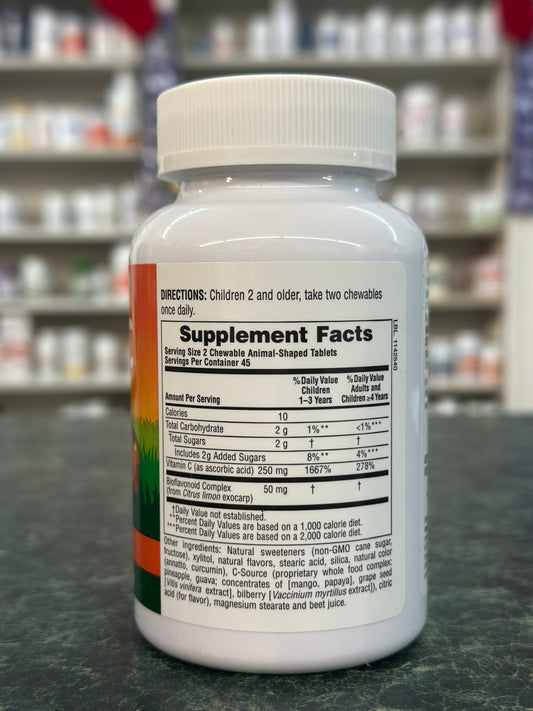 DIRECTIONS: Children 2 and older, take two chewables
once daily.
Supplement Facts
Serving Size 2 Chewable Animal-Shaped Tablets
Servings Per Container 45
Amount Per Serving % Daily Value Children 1–3 Years % Daily Value Adults and Children ≥4 Years
Calories 10
Total Carbohydrate 2 g 1%** <1%***
Total Sugars 2 g † †
Includes 2g Added Sugars 8%** 4%***
Vitamin C (as ascorbic acid) 250 mg 1667% 278%
Bioflavonoid Complex 50 mg † †
(from Citrus limon exocarp)
†Daily Value not established.
**Percent Daily Values are based on a 1,000 calorie diet.
***Percent Daily Values are based on a 2,000 calorie diet.
Other ingredients: Natural sweeteners (non-GMO cane sugar,
fructose), xylitol, natural flavors, stearic acid, silica, natural color
(annatto, curcumin), C-Source (proprietary whole food complex:
pineapple, guava; concentrates of [mango, papaya], grape seed
[Vitis vinifera extract], bilberry [Vaccinium myrtillus extract]), citric
acid (for flavor), magnesium stearate and beet juice.
LBL. 1142540